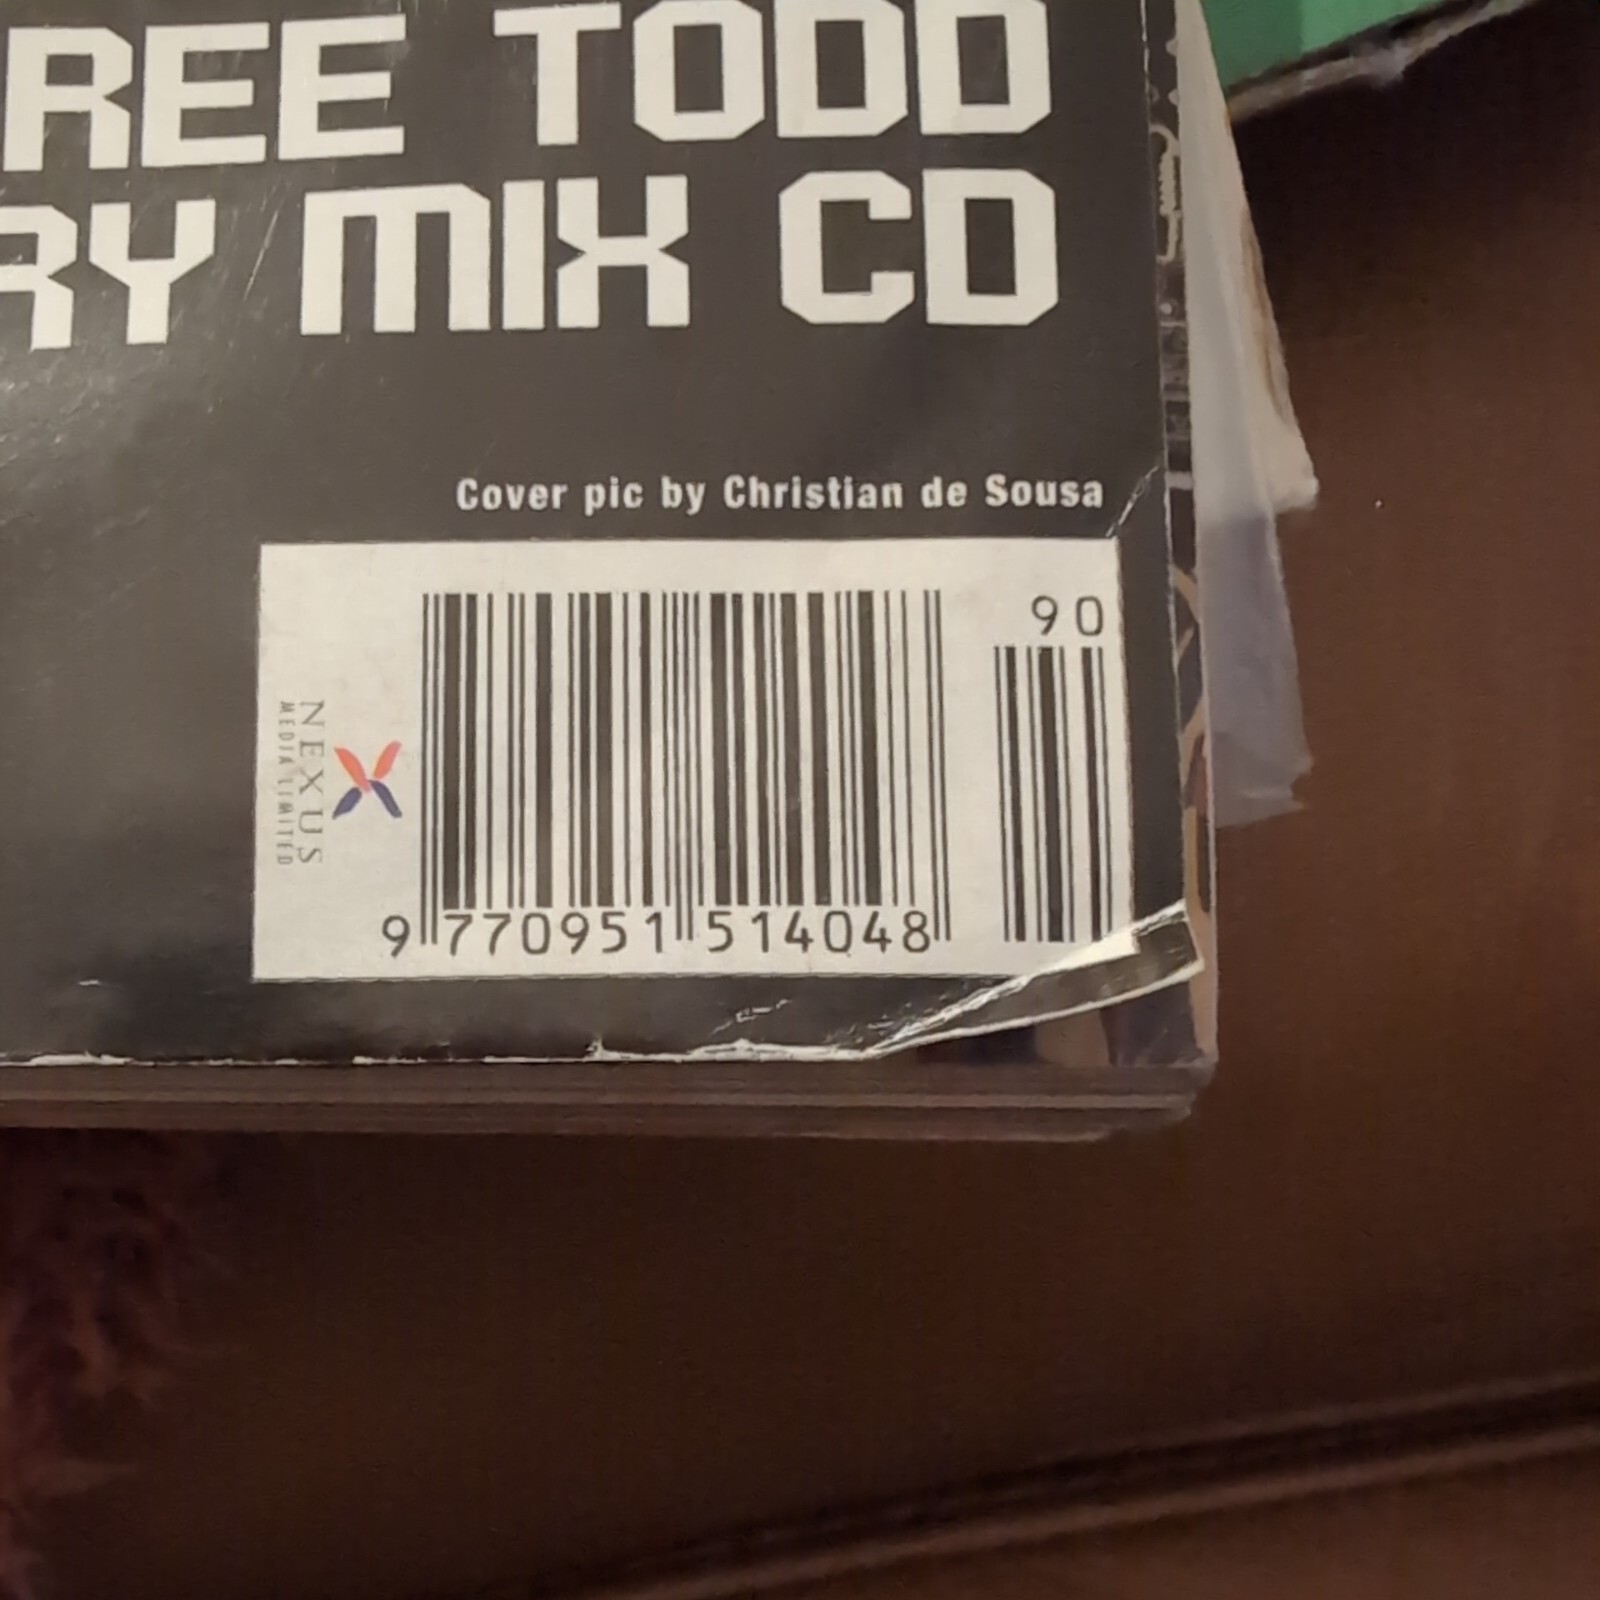 REE TODD
RY MIX CD
Cover pic by Christian de Sousa
90
NEXUS
MEDIA LIMITED
9 770951 514048